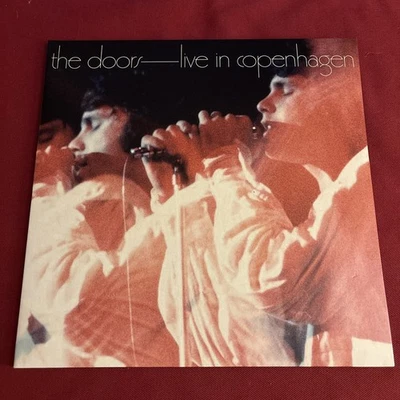 the doors—live in copenhagen